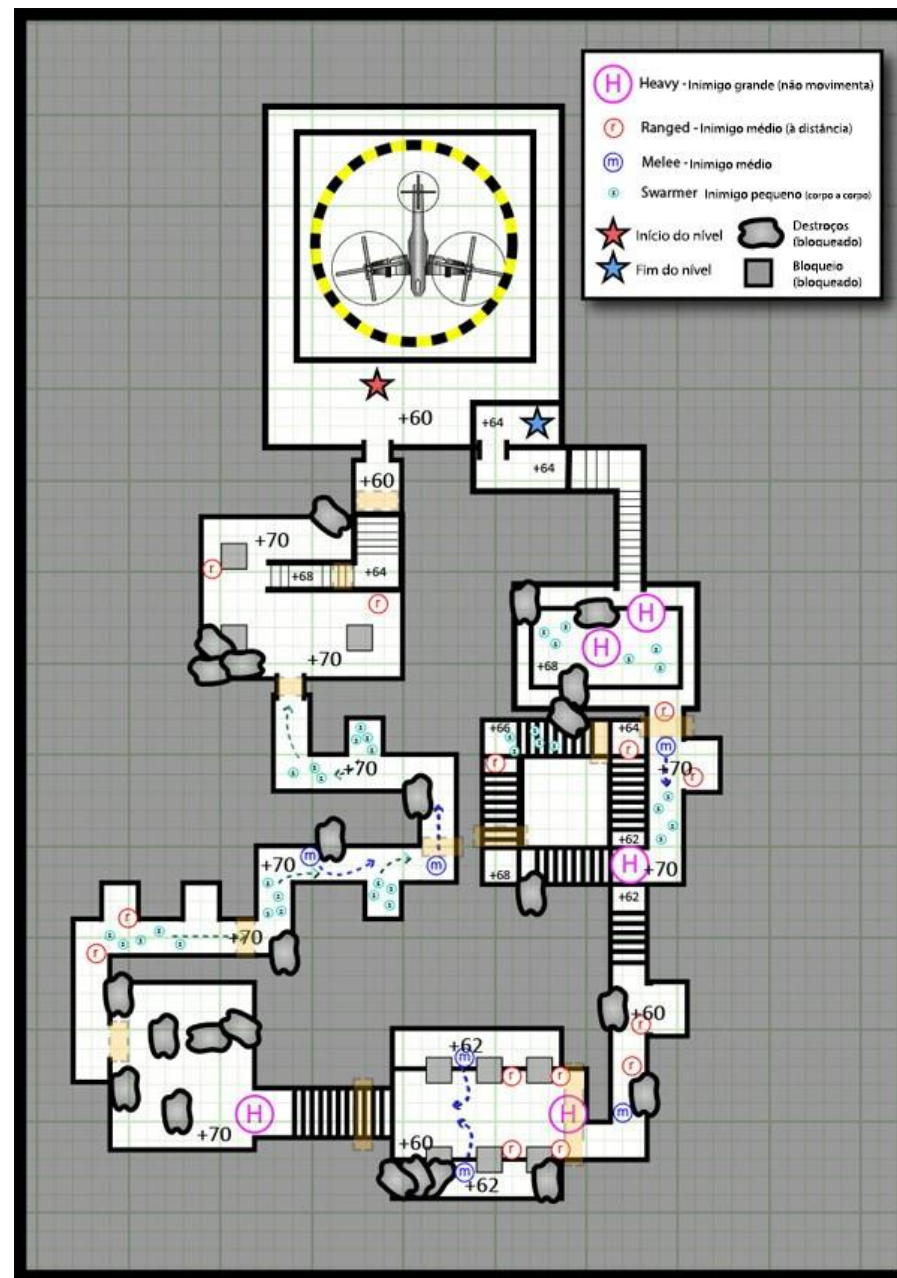 H Heavy - Inimigo grande (não movimenta)
r Ranged - Inimigo médio (à distância)
m Melee - Inimigo médio
s Swarmer Inimigo pequeno (corpo a corpo)
Início do nível
Destroços
(bloqueado)
Fim do nível
Bloqueio
(bloqueado)
+60
+64
+64
+60
+70
+68
+64
r
r
+70
H
H
+68
r
+66
+64
r
r
m
+70
r
+70
+62
H
+70
+68
+62
+70
m
m
r
+70
r
+60
r
+62
m
r
r
r
H
+70
H
m
+60
r
r
m
+62